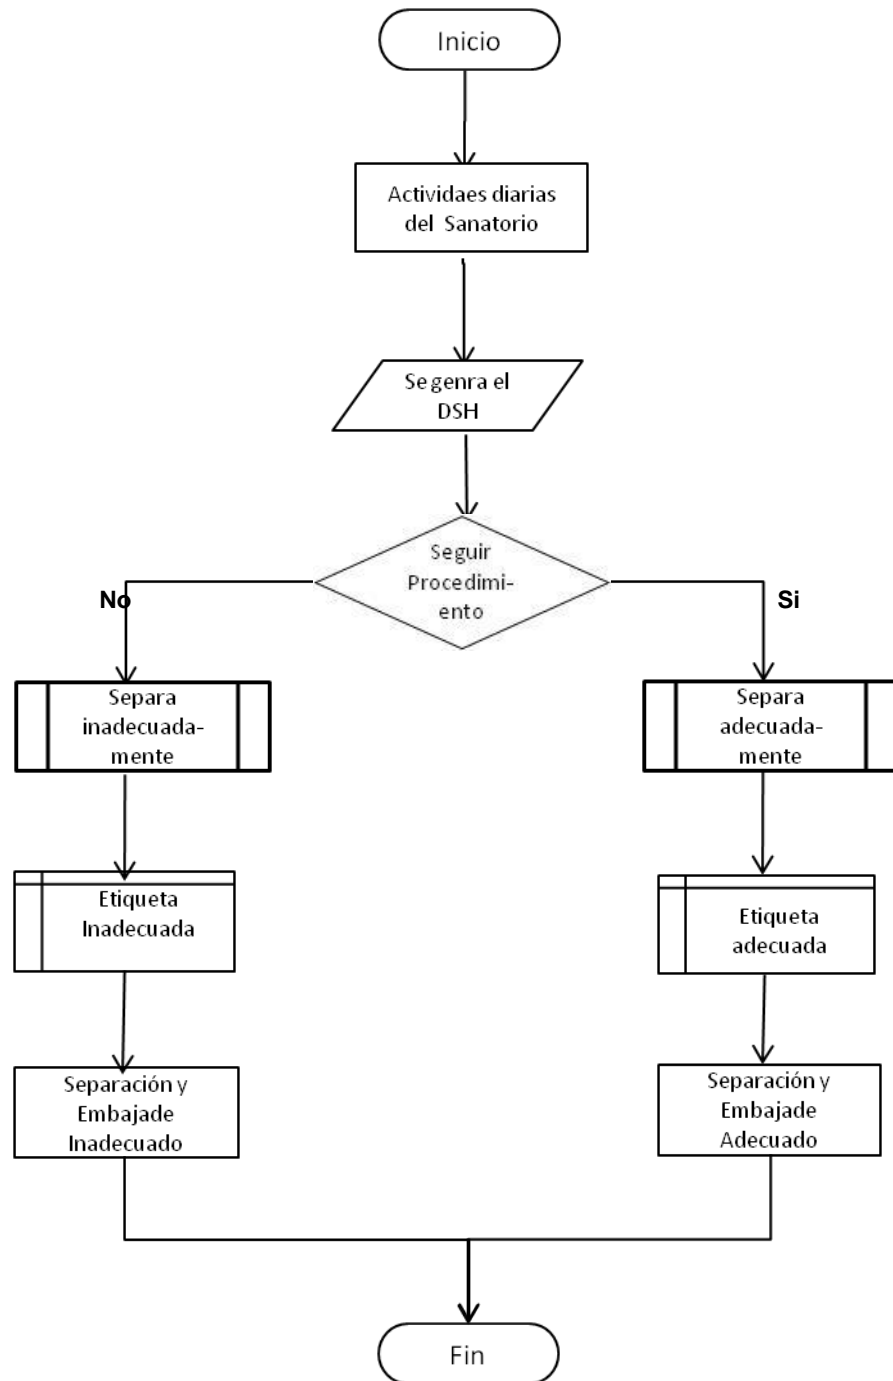 Inicio
Actividaes diarias
del Sanatorio
Se genra el
DSH
Seguir
Procedimi-
ento
No
Si
Separa
inadecuada-
mente
Separa
adecuada-
mente
Etiqueta
Inadecuada
Etiqueta
adecuada
Separación y
Embajade
Inadecuado
Separación y
Embajade
Adecuado
Fin